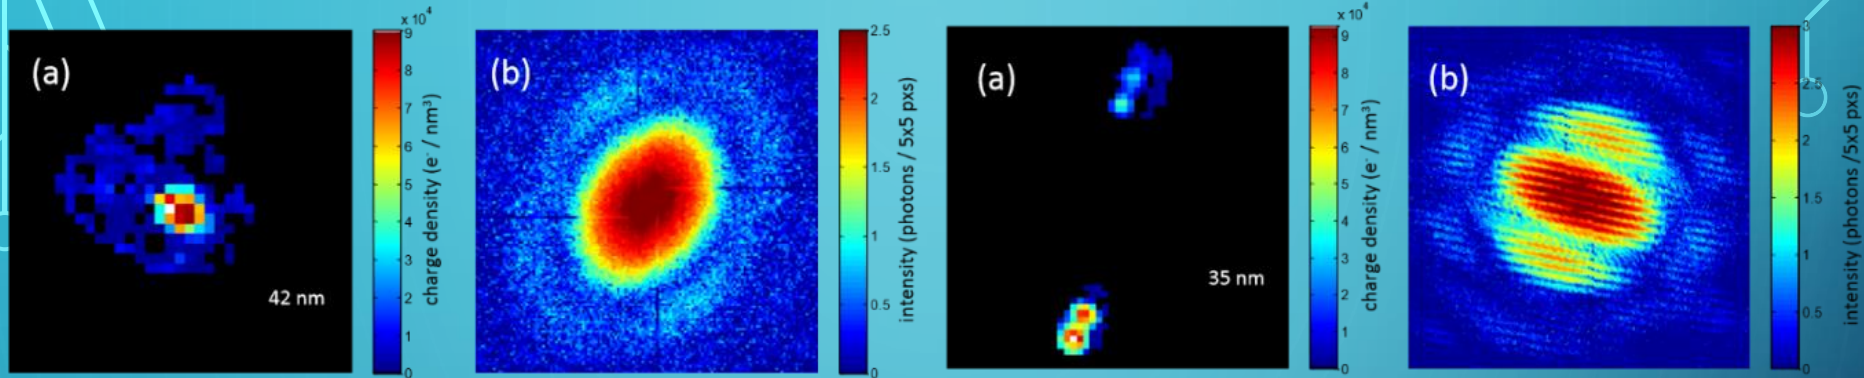 (a)
42 nm
x 10⁴
9
8
7
6
5
4
3
2
1
0
charge density (e⁻ / nm³)
(b)
2.5
2
1.5
1
0.5
0
intensity (photons / 5x5 pxs)
(a)
35 nm
x 10⁴
9
8
7
6
5
4
3
2
1
0
charge density (e⁻ / nm³)
(b)
3
2.5
2
1.5
1
0.5
0
intensity (photons /5x5 pxs)